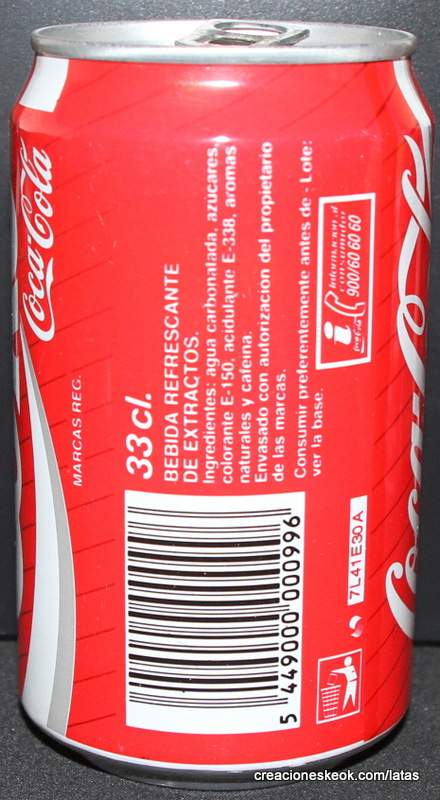 Coca-Cola
MARCAS REG.
33 cl.
BEBIDA REFRESCANTE
DE EXTRACTOS.
Ingredientes: agua carbonatada, azúcares,
colorante E-150, acidulante E-338, aromas
naturales y cafeína.
Envasado con autorización del propietario
de las marcas.
Consumir preferentemente antes de - Lote:
ver la base.
i Información al
consumidor
Coca-Cola 900/60 60 60
5 449000 000996
7L41E30A
Coca-Cola
creacioneskeok.com/latas